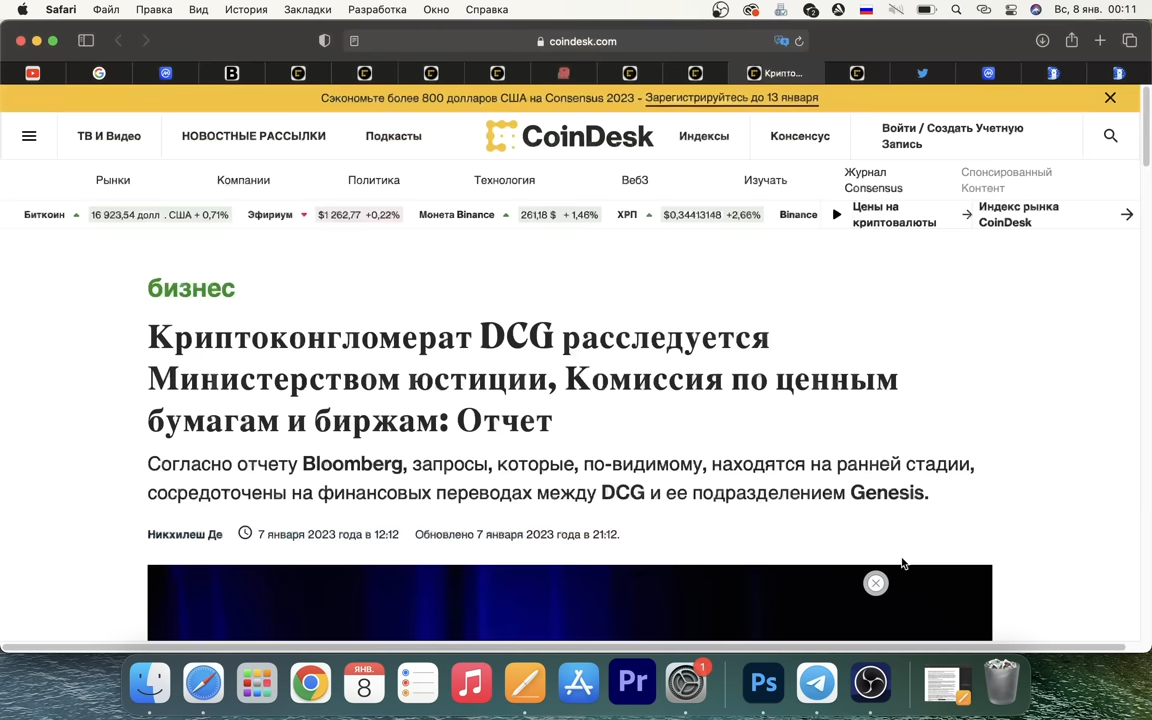 Safari Файл Правка Вид История Закладки Разработка Окно Справка Вс, 8 янв. 00:11
coindesk.com
Крипто...
Сэкономьте более 800 долларов США на Consensus 2023 - Зарегистрируйтесь до 13 января
ТВ И Видео НОВОСТНЫЕ РАССЫЛКИ Подкасты CoinDesk Индексы Консенсус Войти / Создать Учетную
Запись
Рынки Компании Политика Технология Веб3 Изучать Журнал
Consensus Спонсированный
Контент
Биткоин 16 923,54 долл . США + 0,71% Эфириум $1 262,77 +0,22% Монета Binance 261,18 $ + 1,46% ХРП $0,34413148 +2,66% Binance Цены на
криптовалюты Индекс рынка
CoinDesk
бизнес
Криптоконгломерат DCG расследуется
Министерством юстиции, Комиссия по ценным
бумагам и биржам: Отчет
Согласно отчету Bloomberg, запросы, которые, по-видимому, находятся на ранней стадии,
сосредоточены на финансовых переводах между DCG и ее подразделением Genesis.
Никхилеш Де 7 января 2023 года в 12:12 Обновлено 7 января 2023 года в 21:12.
ЯНВ.
8
Pr
1
Ps